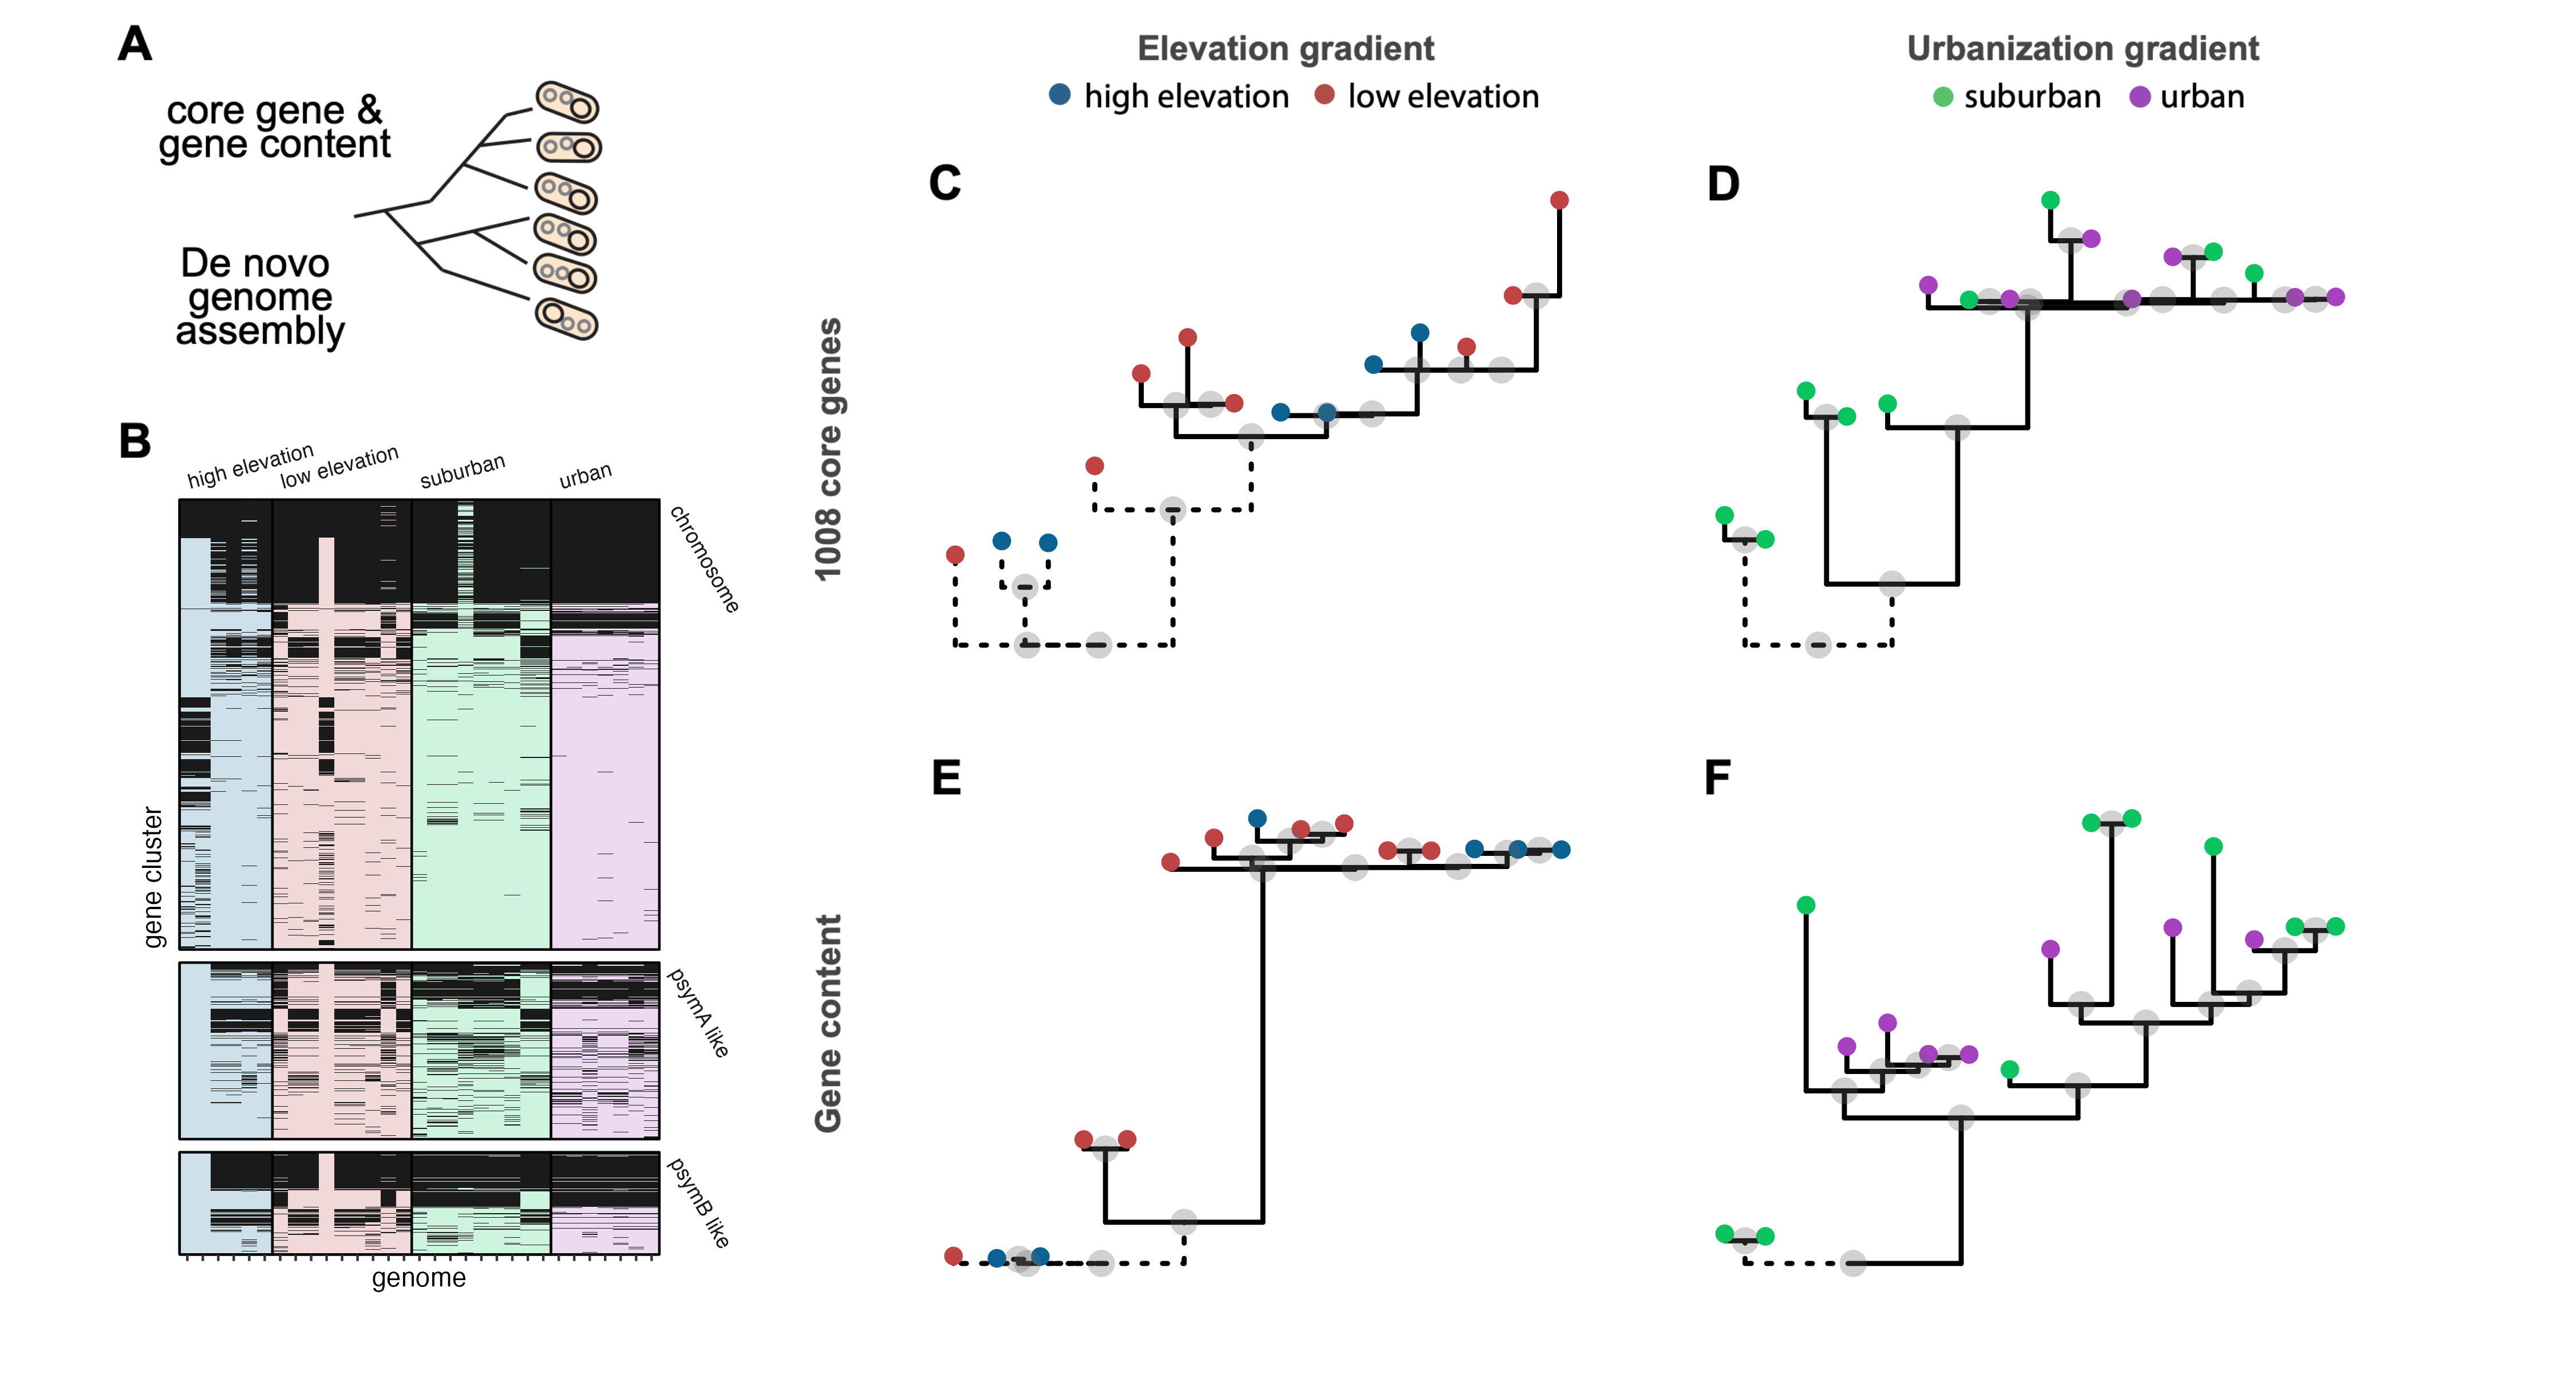 A
core gene &
gene content
De novo
genome
assembly
B
high elevation
low elevation
suburban
urban
chromosome
gene cluster
psymA like
psymB like
genome
Elevation gradient
high elevation
low elevation
Urbanization gradient
suburban
urban
1008 core genes
C
D
Gene content
E
F